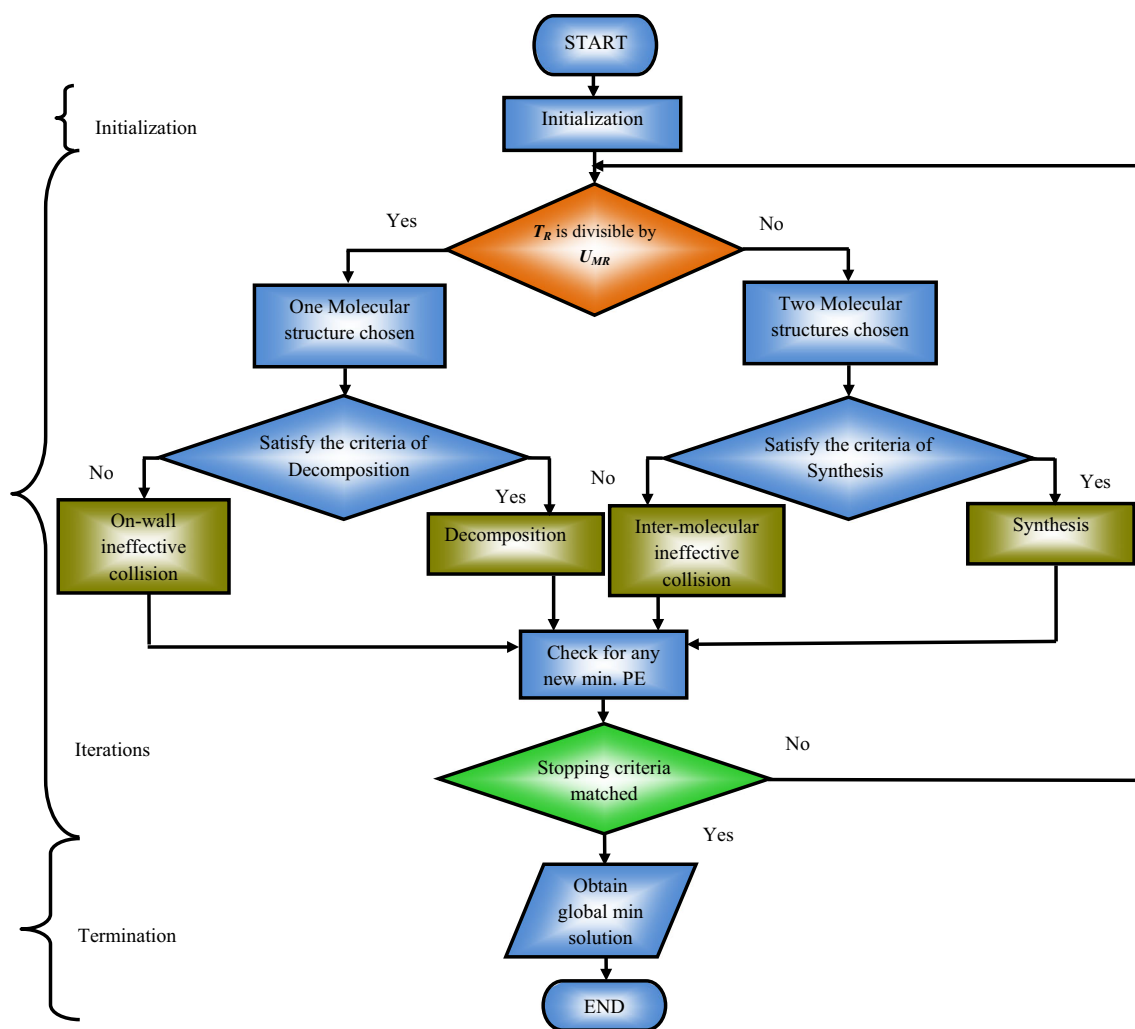 START
Initialization
Initialization
Yes
No
T_R is divisible by
U_MR
One Molecular
structure chosen
Two Molecular
structures chosen
Satisfy the criteria of
Decomposition
Satisfy the criteria of
Synthesis
No
Yes
No
Yes
On-wall
ineffective
collision
Decomposition
Inter-molecular
ineffective
collision
Synthesis
Check for any
new min. PE
Iterations
No
Stopping criteria
matched
Yes
Obtain
global min
solution
Termination
END